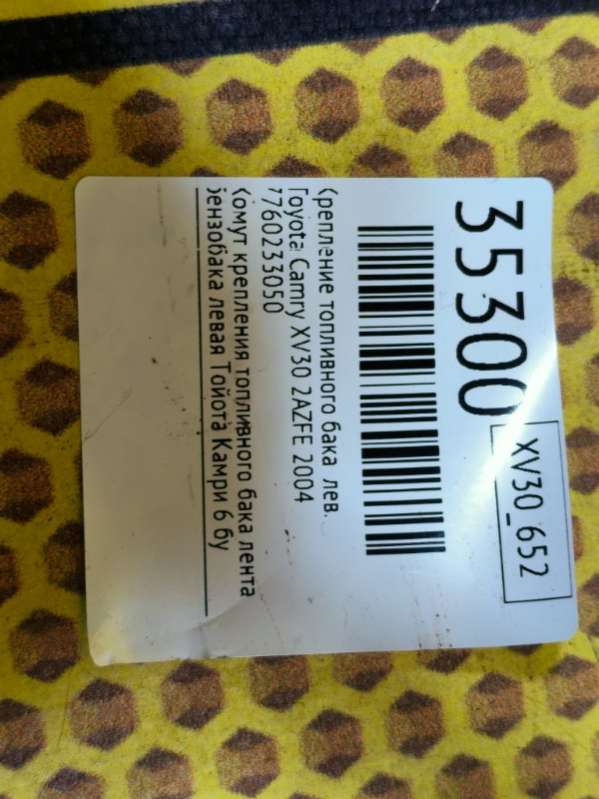 35300
XV30_652
Крепление топливного бака лев.
Toyota Camry XV30 2AZFE 2004
7760233050
Хомут крепления топливного бака лента
бензобака левая Тойота Камри 6 бу